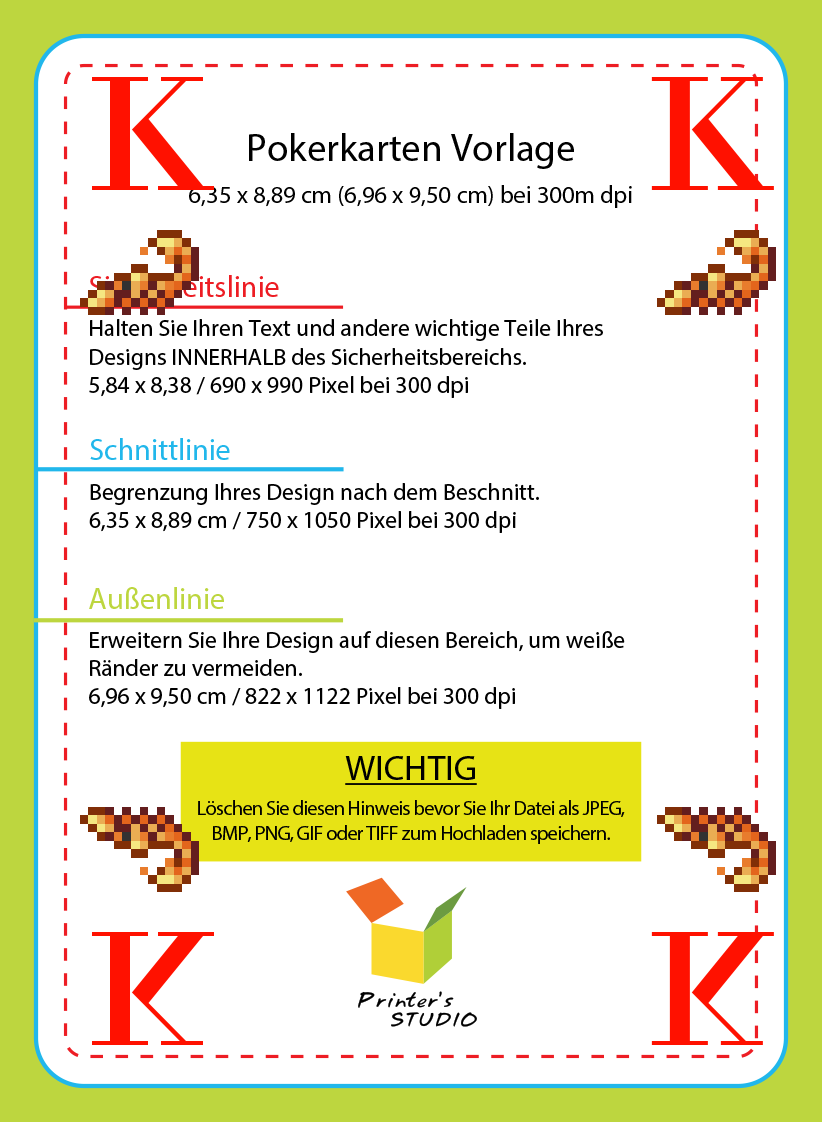 K K
Pokerkarten Vorlage
6,35 x 8,89 cm (6,96 x 9,50 cm) bei 300m dpi
eitslinie
Halten Sie Ihren Text und andere wichtige Teile Ihres
Designs INNERHALB des Sicherheitsbereichs.
5,84 x 8,38 / 690 x 990 Pixel bei 300 dpi
Schnittlinie
Begrenzung Ihres Design nach dem Beschnitt.
6,35 x 8,89 cm / 750 x 1050 Pixel bei 300 dpi
Außenlinie
Erweitern Sie Ihre Design auf diesen Bereich, um weiße
Ränder zu vermeiden.
6,96 x 9,50 cm / 822 x 1122 Pixel bei 300 dpi
WICHTIG
Löschen Sie diesen Hinweis bevor Sie Ihr Datei als JPEG,
BMP, PNG, GIF oder TIFF zum Hochladen speichern.
Printer's
STUDIO
K K